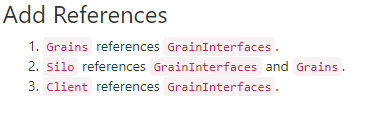 Add References
1. Grains references GrainInterfaces.
2. Silo references GrainInterfaces and Grains.
3. Client references GrainInterfaces.